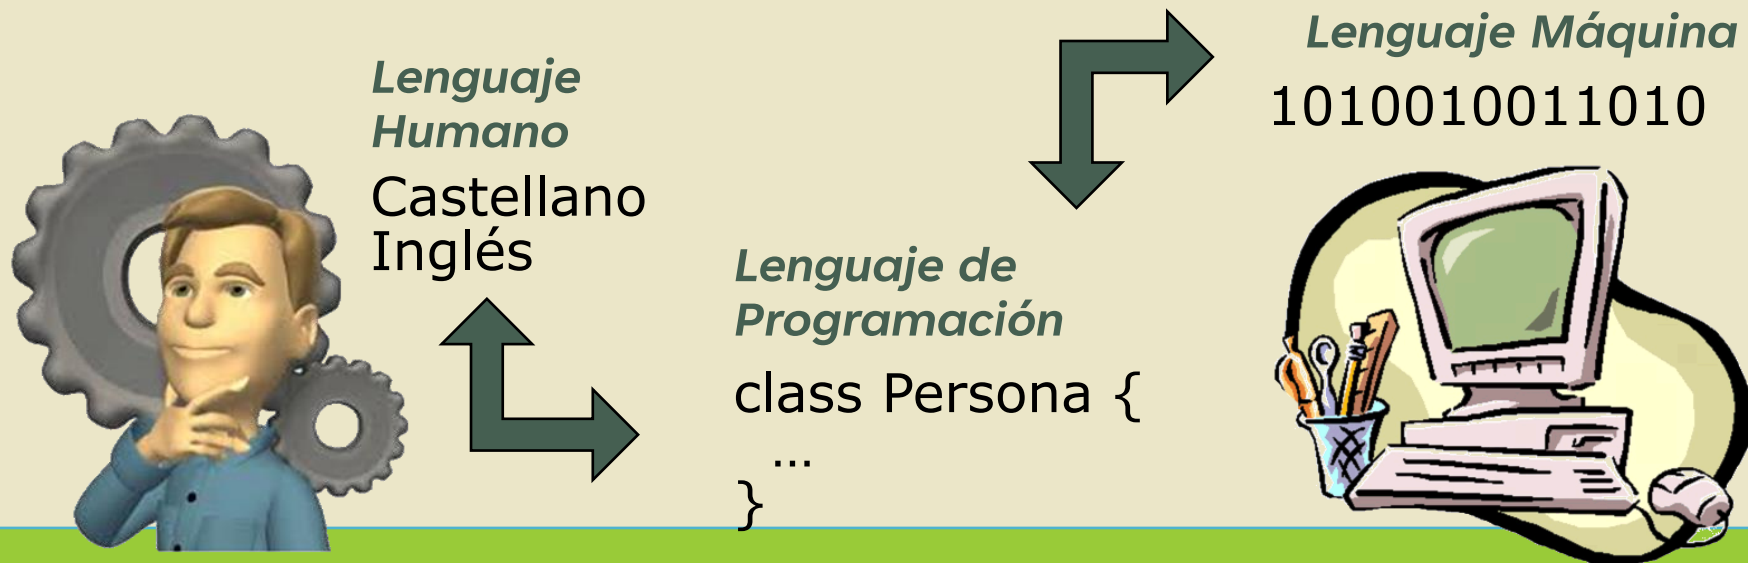 Lenguaje
Humano
Castellano
Inglés
Lenguaje de
Programación
class Persona {
…
}
Lenguaje Máquina
1010010011010